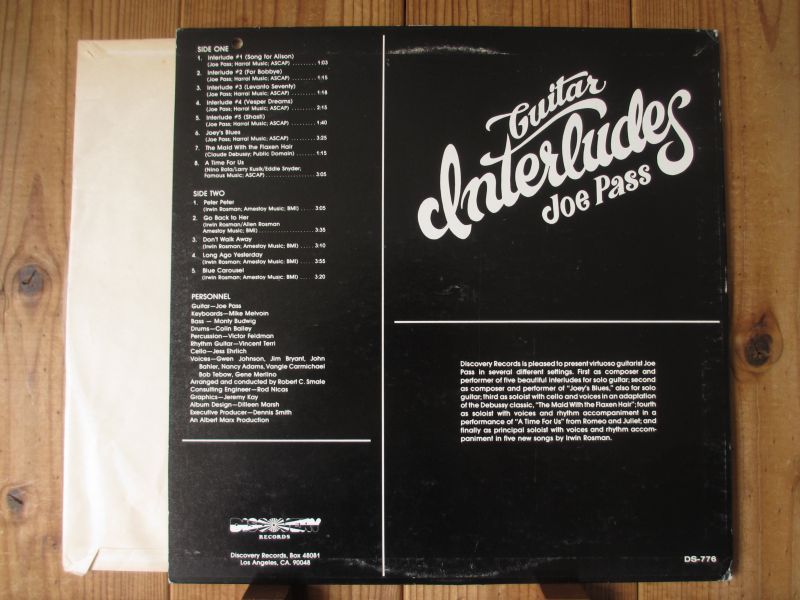 SIDE ONE
1. Interlude #1 (Song for Alison)
(Joe Pass; Harral Music; ASCAP) ........ 1:03
2. Interlude #2 (For Bobbye)
(Joe Pass; Harral Music; ASCAP) ........ 1:15
3. Interlude #3 (Levanto Seventy)
(Joe Pass; Harral Music; ASCAP) ........ 1:18
4. Interlude #4 (Vesper Dreams)
(Joe Pass; Harral Music; ASCAP) ........ 2:15
5. Interlude #5 (Shasti)
(Joe Pass; Harral Music; ASCAP) ........ 1:40
6. Joey's Blues
(Joe Pass; Harral Music; ASCAP) ........ 3:25
7. The Maid With the Flaxen Hair
(Claude Debussy; Public Domain) ........ 1:15
8. A Time For Us
(Nino Rota/Larry Kusik/Eddie Snyder,
Famous Music; ASCAP) ........ 3:05
SIDE TWO
1. Peter Peter
(Irwin Rosman; Amestoy Music; BMI) .... 3:05
2. Go Back to Her
(Irwin Rosman/Allen Rosman
Amestoy Music; BMI) ........ 3:35
3. Don't Walk Away
(Irwin Rosman; Amestoy Music; BMI) .... 3:10
4. Long Ago Yesterday
(Irwin Rosman; Amestoy Music; BMI) .... 3:55
5. Blue Carousel
(Irwin Rosman; Amestoy Music; BMI) .... 3:20
PERSONNEL
Guitar—Joe Pass
Keyboards—Mike Melvoin
Bass — Monty Budwig
Drums—Colin Bailey
Percussion—Victor Feldman
Rhythm Guitar—Vincent Terri
Cello—Jess Ehrlich
Voices—Gwen Johnson, Jim Bryant, John
Bahler, Nancy Adams, Vangie Carmichael
Bob Tebow, Gene Merlino
Arranged and conducted by Robert C. Smale
Consulting Engineer—Rod Nicas
Graphics—Jeremy Kay
Album Design—Dilleen Marsh
Executive Producer—Dennis Smith
An Albert Marx Production
DISCOVERY
RECORDS
Discovery Records, Box 48081
Los Angeles, CA. 90048
Guitar
Interludes
Joe Pass
Discovery Records is pleased to present virtuoso guitarist Joe
Pass in several different settings. First as composer and
performer of five beautiful interludes for solo guitar; second
as composer and performer of "Joey's Blues," also for solo
guitar; third as soloist with cello and voices in an adaptation
of the Debussy classic, "The Maid With the Flaxen Hair"; fourth
as soloist with voices and rhythm accompaniment in a
performance of "A Time For Us" from Romeo and Juliet; and
finally as principal soloist with voices and rhythm accom-
paniment in five new songs by Irwin Rosman.
DS-776